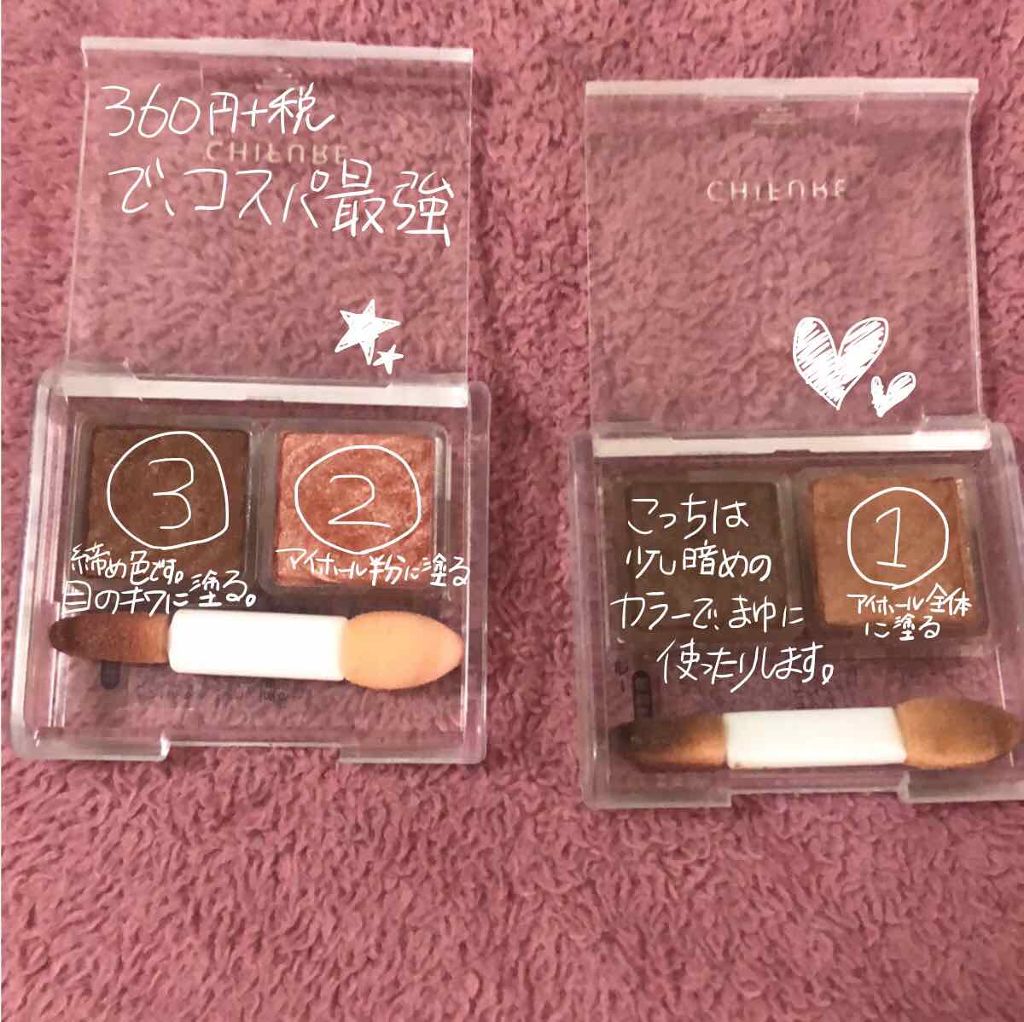 360円+税
で、コスパ最強
CHIFURE
CHIFURE
3
締め色です。
目のキワに塗る。
2
アイホール半分に塗る
こっちは
少し暗めの
カラーで、まゆに
使ったりします。
1
アイホール全体
に塗る